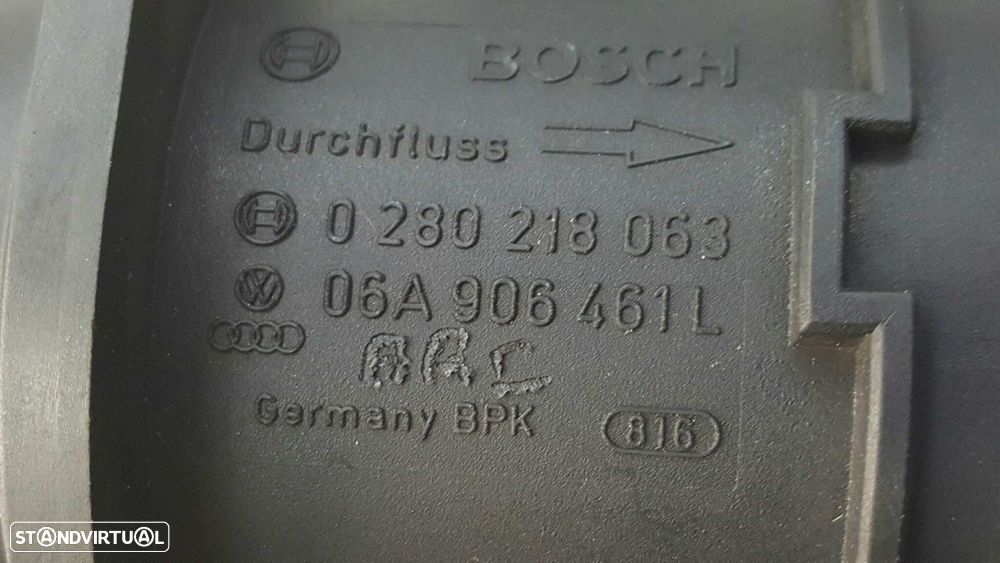 BOSCH
Durchfluss
0 280 218 063
06A 906 461 L
Germany BPK 816
STANDVIRTUAL